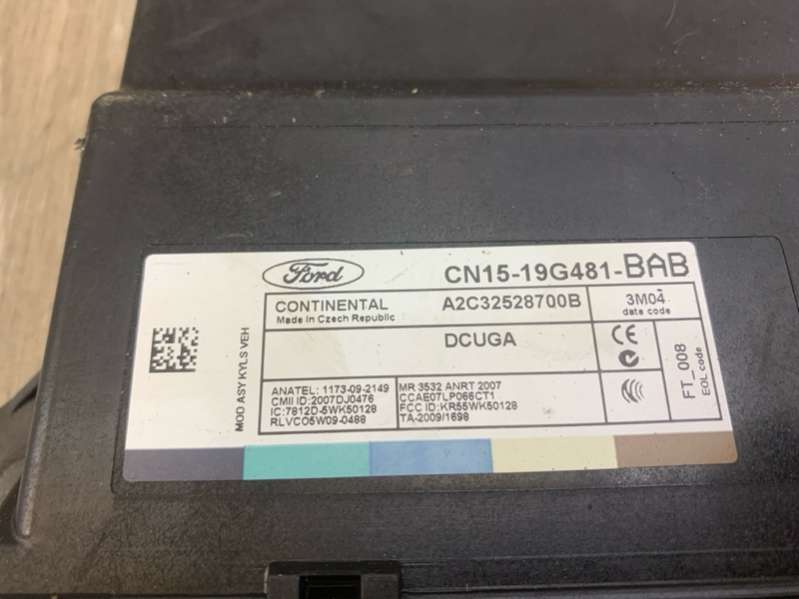 Ford
CN15-19G481-BAB
CONTINENTAL
Made in Czech Republic
A2C32528700B
3M04
date code
MOD ASY KYLS VEH
DCUGA
CE
FT_008
EOL code
ANATEL: 1173-09-2149
CMII ID:2007DJ0476
IC:7812D-5WK50128
RLVCO5W09-0488
MR 3532 ANRT 2007
CCAE07LP066CT1
FCC ID:KR55WK50128
TA-2009/1698